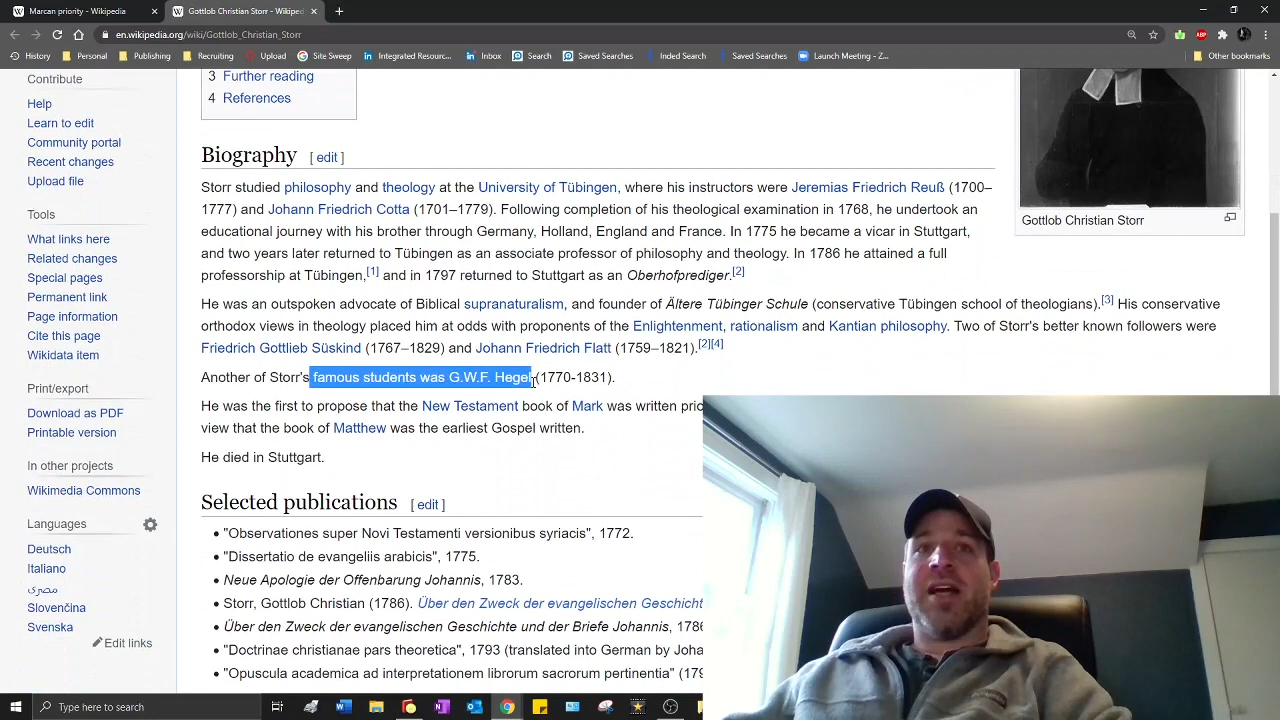 Marcan priority - Wikipedia
Gottlob Christian Storr - Wikiped
en.wikipedia.org/wiki/Gottlob_Christian_Storr
History Personal Publishing Recruiting Upload Site Sweep Integrated Resourc... Inbox Search Saved Searches Indeed Search Saved Searches Launch Meeting - Z... Other bookmarks
Contribute
Help
Learn to edit
Community portal
Recent changes
Upload file
Tools
What links here
Related changes
Special pages
Permanent link
Page information
Cite this page
Wikidata item
Print/export
Download as PDF
Printable version
In other projects
Wikimedia Commons
Languages
Deutsch
Italiano
مصرى
Slovenčina
Svenska
Edit links
3 Further reading
4 References
Biography [ edit ]
Storr studied philosophy and theology at the University of Tübingen, where his instructors were Jeremias Friedrich Reuß (1700–
1777) and Johann Friedrich Cotta (1701–1779). Following completion of his theological examination in 1768, he undertook an
educational journey with his brother through Germany, Holland, England and France. In 1775 he became a vicar in Stuttgart,
and two years later returned to Tübingen as an associate professor of philosophy and theology. In 1786 he attained a full
professorship at Tübingen,[1] and in 1797 returned to Stuttgart as an Oberhofprediger.[2]
Gottlob Christian Storr
He was an outspoken advocate of Biblical supranaturalism, and founder of Ältere Tübinger Schule (conservative Tübingen school of theologians).[3] His conservative
orthodox views in theology placed him at odds with proponents of the Enlightenment, rationalism and Kantian philosophy. Two of Storr's better known followers were
Friedrich Gottlieb Süskind (1767–1829) and Johann Friedrich Flatt (1759–1821).[2][4]
Another of Storr's famous students was G.W.F. Hegel (1770-1831).
He was the first to propose that the New Testament book of Mark was written prio
view that the book of Matthew was the earliest Gospel written.
He died in Stuttgart.
Selected publications [ edit ]
"Observationes super Novi Testamenti versionibus syriacis", 1772.
"Dissertatio de evangeliis arabicis", 1775.
Neue Apologie der Offenbarung Johannis, 1783.
Storr, Gottlob Christian (1786). Über den Zweck der evangelischen Geschicht
Über den Zweck der evangelischen Geschichte und der Briefe Johannis, 1786
"Doctrinae christianae pars theoretica", 1793 (translated into German by Joha
"Opuscula academica ad interpretationem librorum sacrorum pertinentia" (179
Type here to search